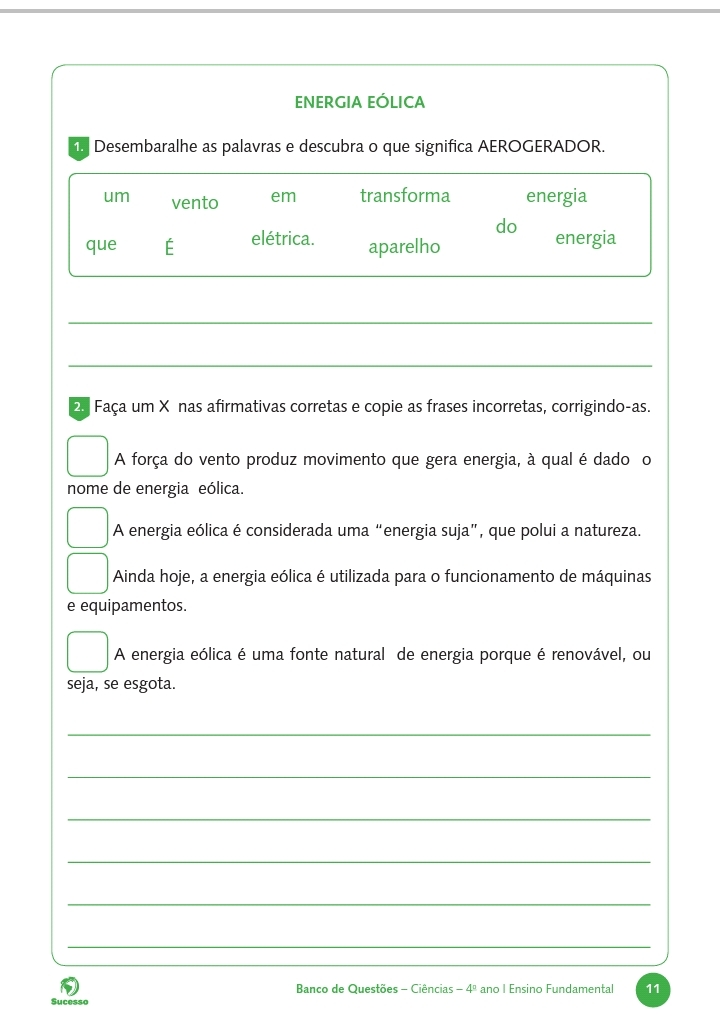 ENERGIA EÓLICA
1. Desembaralhe as palavras e descubra o que significa AEROGERADOR.
um vento em transforma energia
que É elétrica. aparelho do energia
2. Faça um X nas afirmativas corretas e copie as frases incorretas, corrigindo-as.
A força do vento produz movimento que gera energia, à qual é dado o
nome de energia eólica.
A energia eólica é considerada uma “energia suja”, que polui a natureza.
Ainda hoje, a energia eólica é utilizada para o funcionamento de máquinas
e equipamentos.
A energia eólica é uma fonte natural de energia porque é renovável, ou
seja, se esgota.
Sucesso
Banco de Questões – Ciências – 4º ano | Ensino Fundamental 11